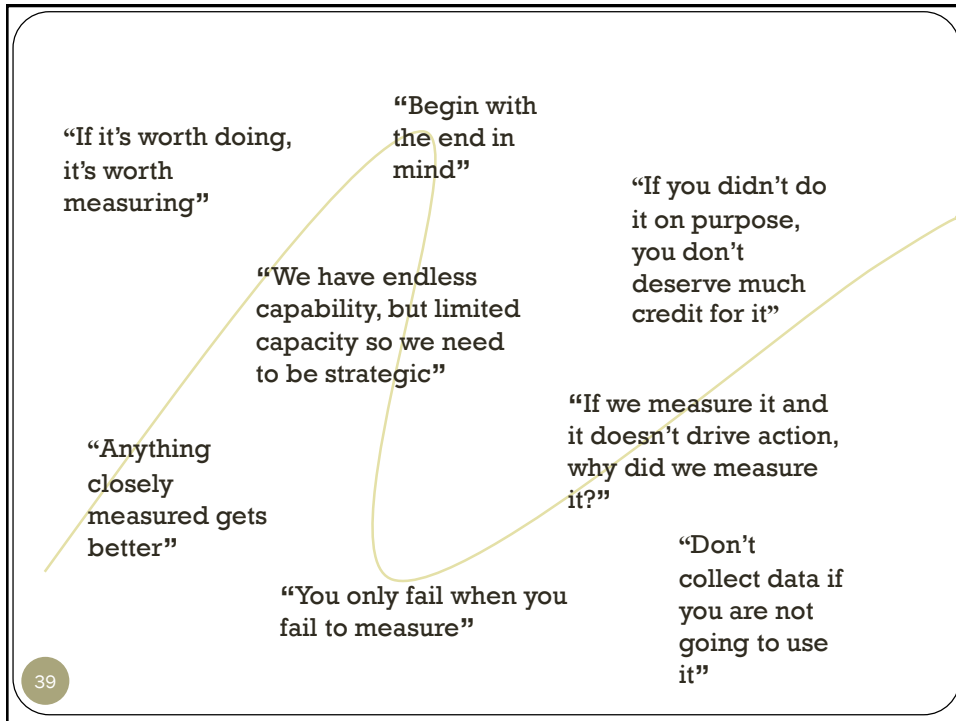 “If it’s worth doing,
it’s worth
measuring”
“Begin with
the end in
mind”
“If you didn’t do
it on purpose,
you don’t
deserve much
credit for it”
“We have endless
capability, but limited
capacity so we need
to be strategic”
“If we measure it and
it doesn’t drive action,
why did we measure
it?”
“Anything
closely
measured gets
better”
“You only fail when you
fail to measure”
“Don’t
collect data if
you are not
going to use
it”
39